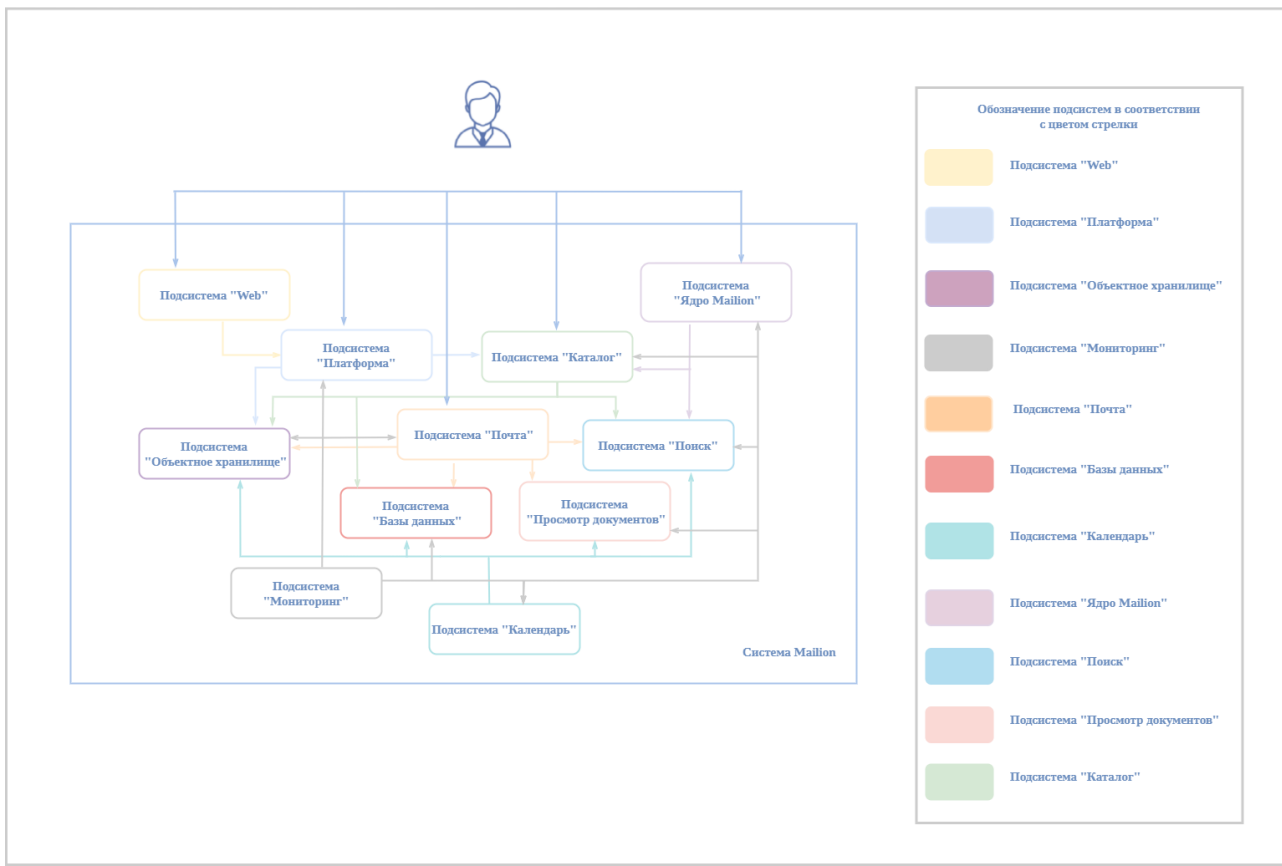 Подсистема "Web"
Подсистема
"Ядро Mailion"
Подсистема
"Платформа"
Подсистема "Каталог"
Подсистема
"Объектное хранилище"
Подсистема "Почта"
Подсистема "Поиск"
Подсистема
"Базы данных"
Подсистема
"Просмотр документов"
Подсистема
"Мониторинг"
Подсистема "Календарь"
Система Mailion
Обозначение подсистем в соответствии
с цветом стрелки
Подсистема "Web"
Подсистема "Платформа"
Подсистема "Объектное хранилище"
Подсистема "Мониторинг"
Подсистема "Почта"
Подсистема "Базы данных"
Подсистема "Календарь"
Подсистема "Ядро Mailion"
Подсистема "Поиск"
Подсистема "Просмотр документов"
Подсистема "Каталог"